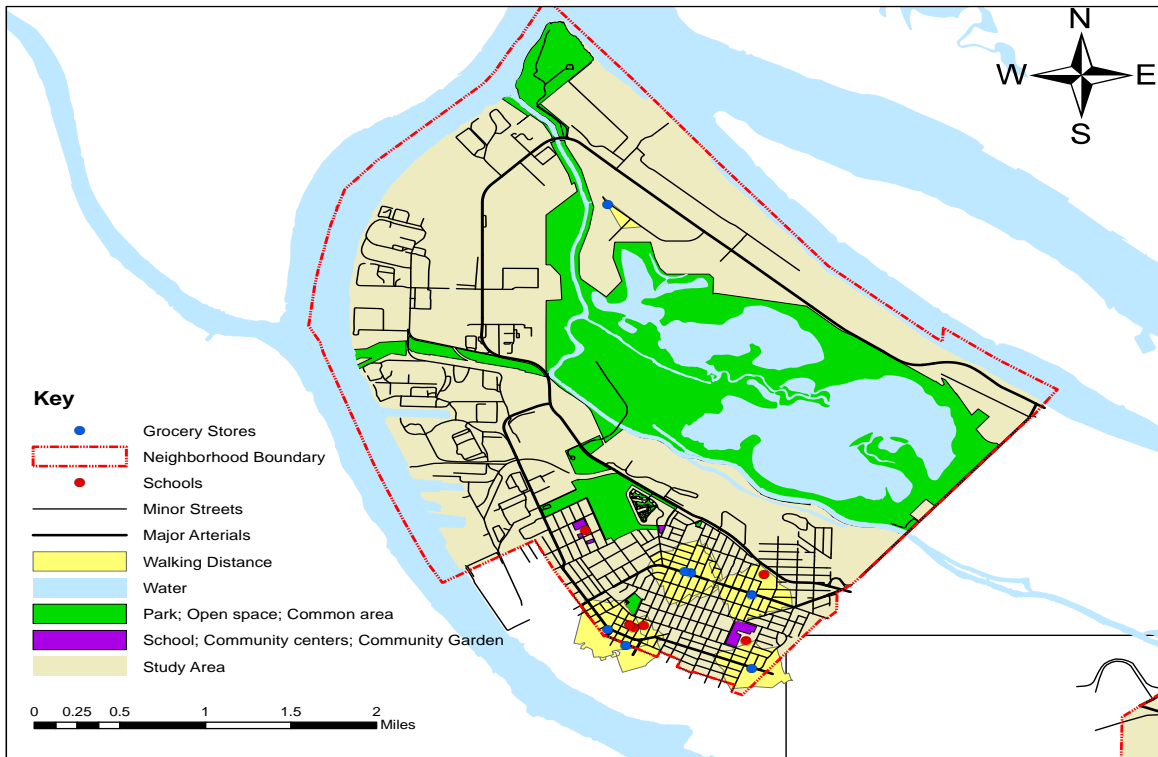 N
W E
S
Key
Grocery Stores
Neighborhood Boundary
Schools
Minor Streets
Major Arterials
Walking Distance
Water
Park; Open space; Common area
School; Community centers; Community Garden
Study Area
0 0.25 0.5 1 1.5 2
Miles